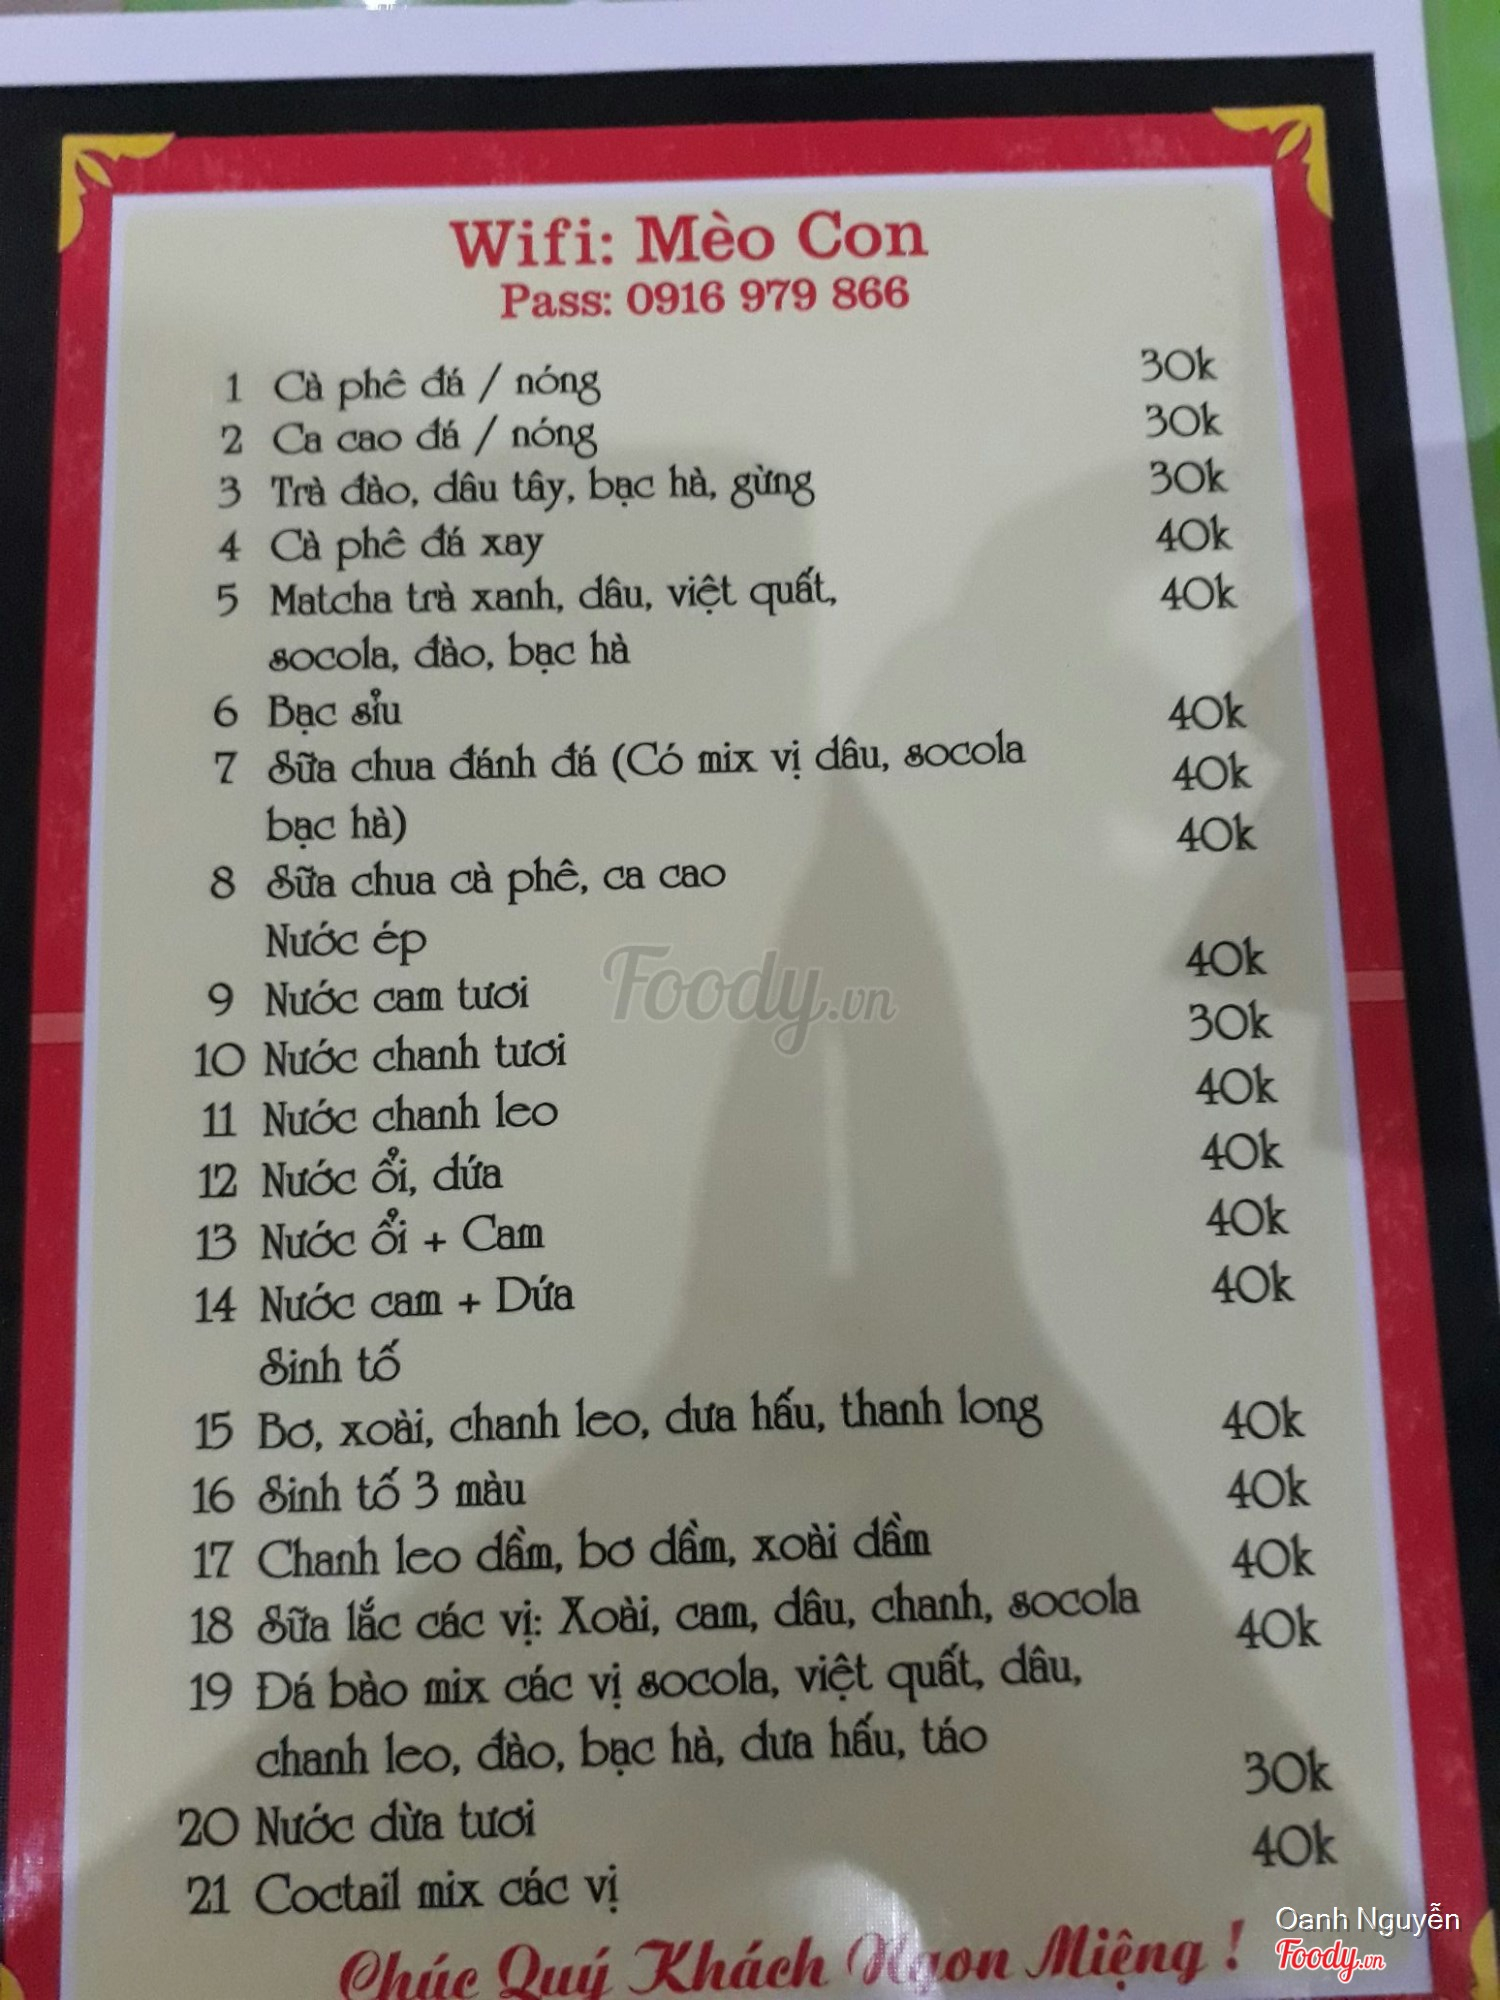 Wifi: Mèo Con
Pass: 0916 979 866
1 Cà phê đá / nóng 30k
2 Ca cao đá / nóng 30k
3 Trà đào, dâu tây, bạc hà, gừng 30k
4 Cà phê đá xay 40k
5 Matcha trà xanh, dâu, việt quất, 40k
socola, đào, bạc hà
6 Bạc sỉu 40k
7 Sữa chua đánh đá (Có mix vị dâu, socola 40k
bạc hà) 40k
8 Sữa chua cà phê, ca cao
Nước ép
9 Nước cam tươi 40k
10 Nước chanh tươi 30k
11 Nước chanh leo 40k
12 Nước ổi, dứa 40k
13 Nước ổi + Cam 40k
14 Nước cam + Dứa 40k
Sinh tố
15 Bơ, xoài, chanh leo, dưa hấu, thanh long 40k
16 Sinh tố 3 màu 40k
17 Chanh leo dầm, bơ dầm, xoài dầm 40k
18 Sữa lắc các vị: Xoài, cam, dâu, chanh, socola 40k
19 Đá bào mix các vị socola, việt quất, dâu,
chanh leo, đào, bạc hà, dưa hấu, táo
20 Nước dừa tươi 30k
21 Coctail mix các vị 40k
Chúc Quý Khách Ngon Miệng !
Foody.vn
Oanh Nguyễn
Foody.vn